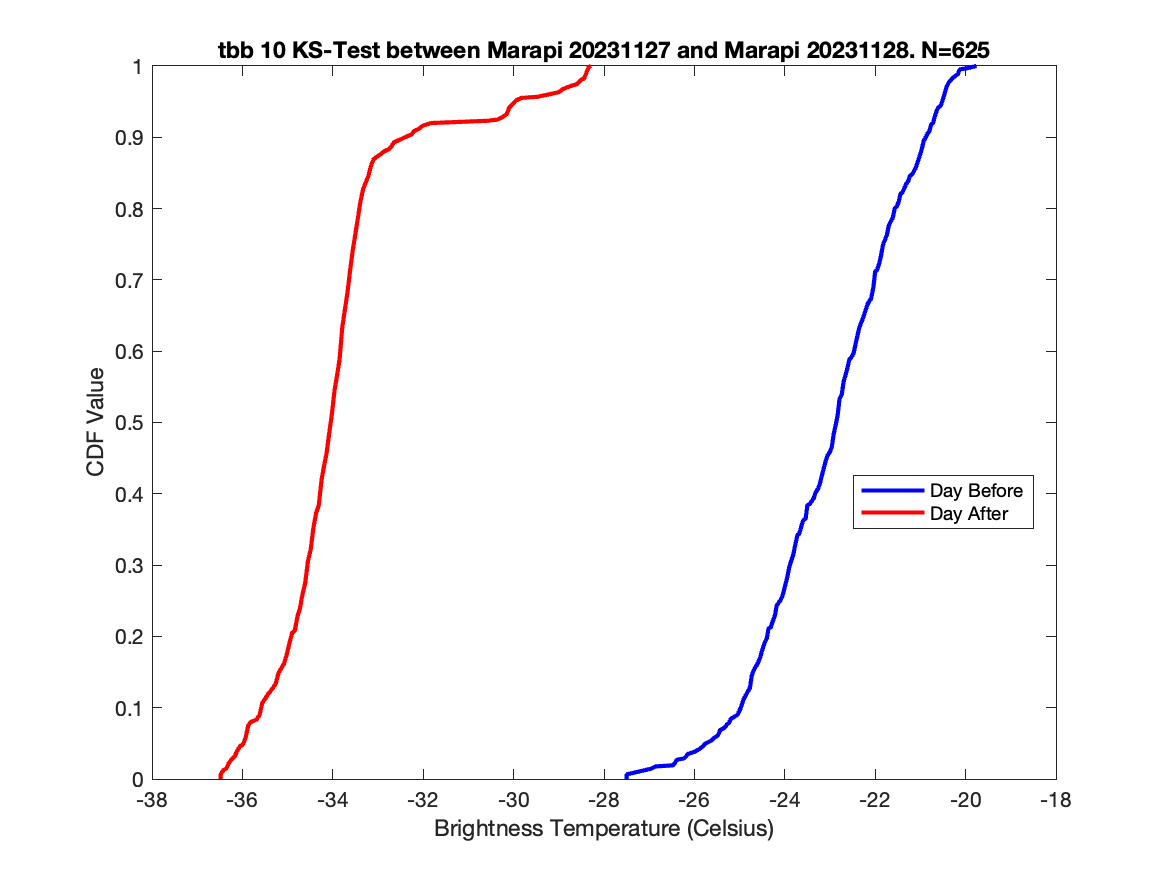 tbb 10 KS-Test between Marapi 20231127 and Marapi 20231128. N=625
1
0.9
0.8
0.7
0.6
0.5
0.4
0.3
0.2
0.1
0
CDF Value
Day Before
Day After
-38 -36 -34 -32 -30 -28 -26 -24 -22 -20 -18
Brightness Temperature (Celsius)